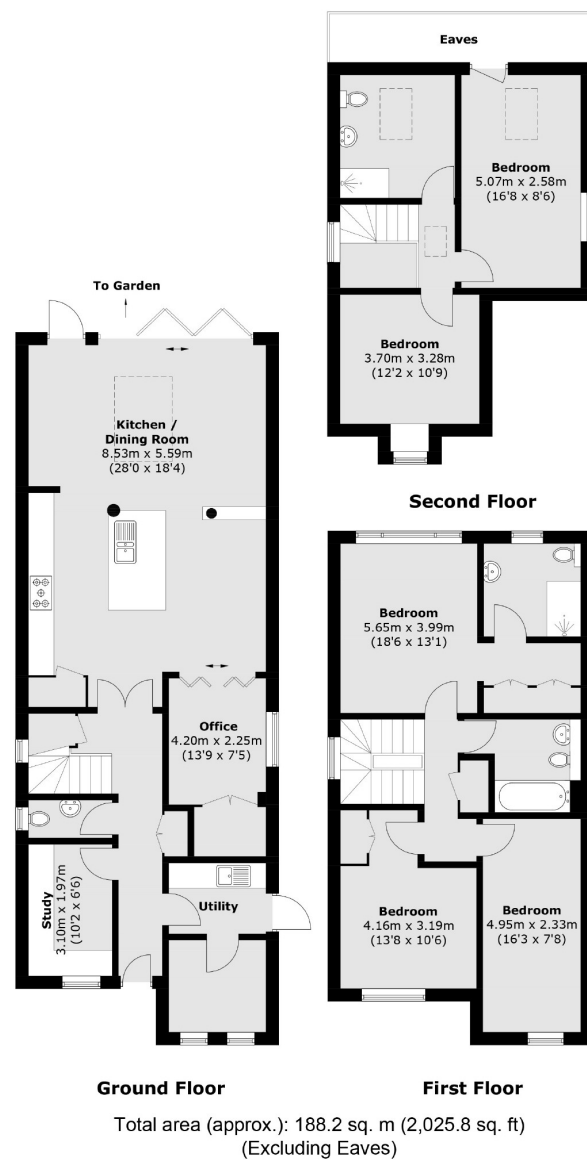 Eaves
Bedroom
5.07m x 2.58m
(16'8 x 8'6)
Bedroom
3.70m x 3.28m
(12'2 x 10'9)
Second Floor
To Garden
Kitchen /
Dining Room
8.53m x 5.59m
(28'0 x 18'4)
Office
4.20m x 2.25m
(13'9 x 7'5)
Study
3.10m x 1.97m
(10'2 x 6'6)
Utility
Ground Floor
Bedroom
5.65m x 3.99m
(18'6 x 13'1)
Bedroom
4.16m x 3.19m
(13'8 x 10'6)
Bedroom
4.95m x 2.33m
(16'3 x 7'8)
First Floor
Total area (approx.): 188.2 sq. m (2,025.8 sq. ft)
(Excluding Eaves)